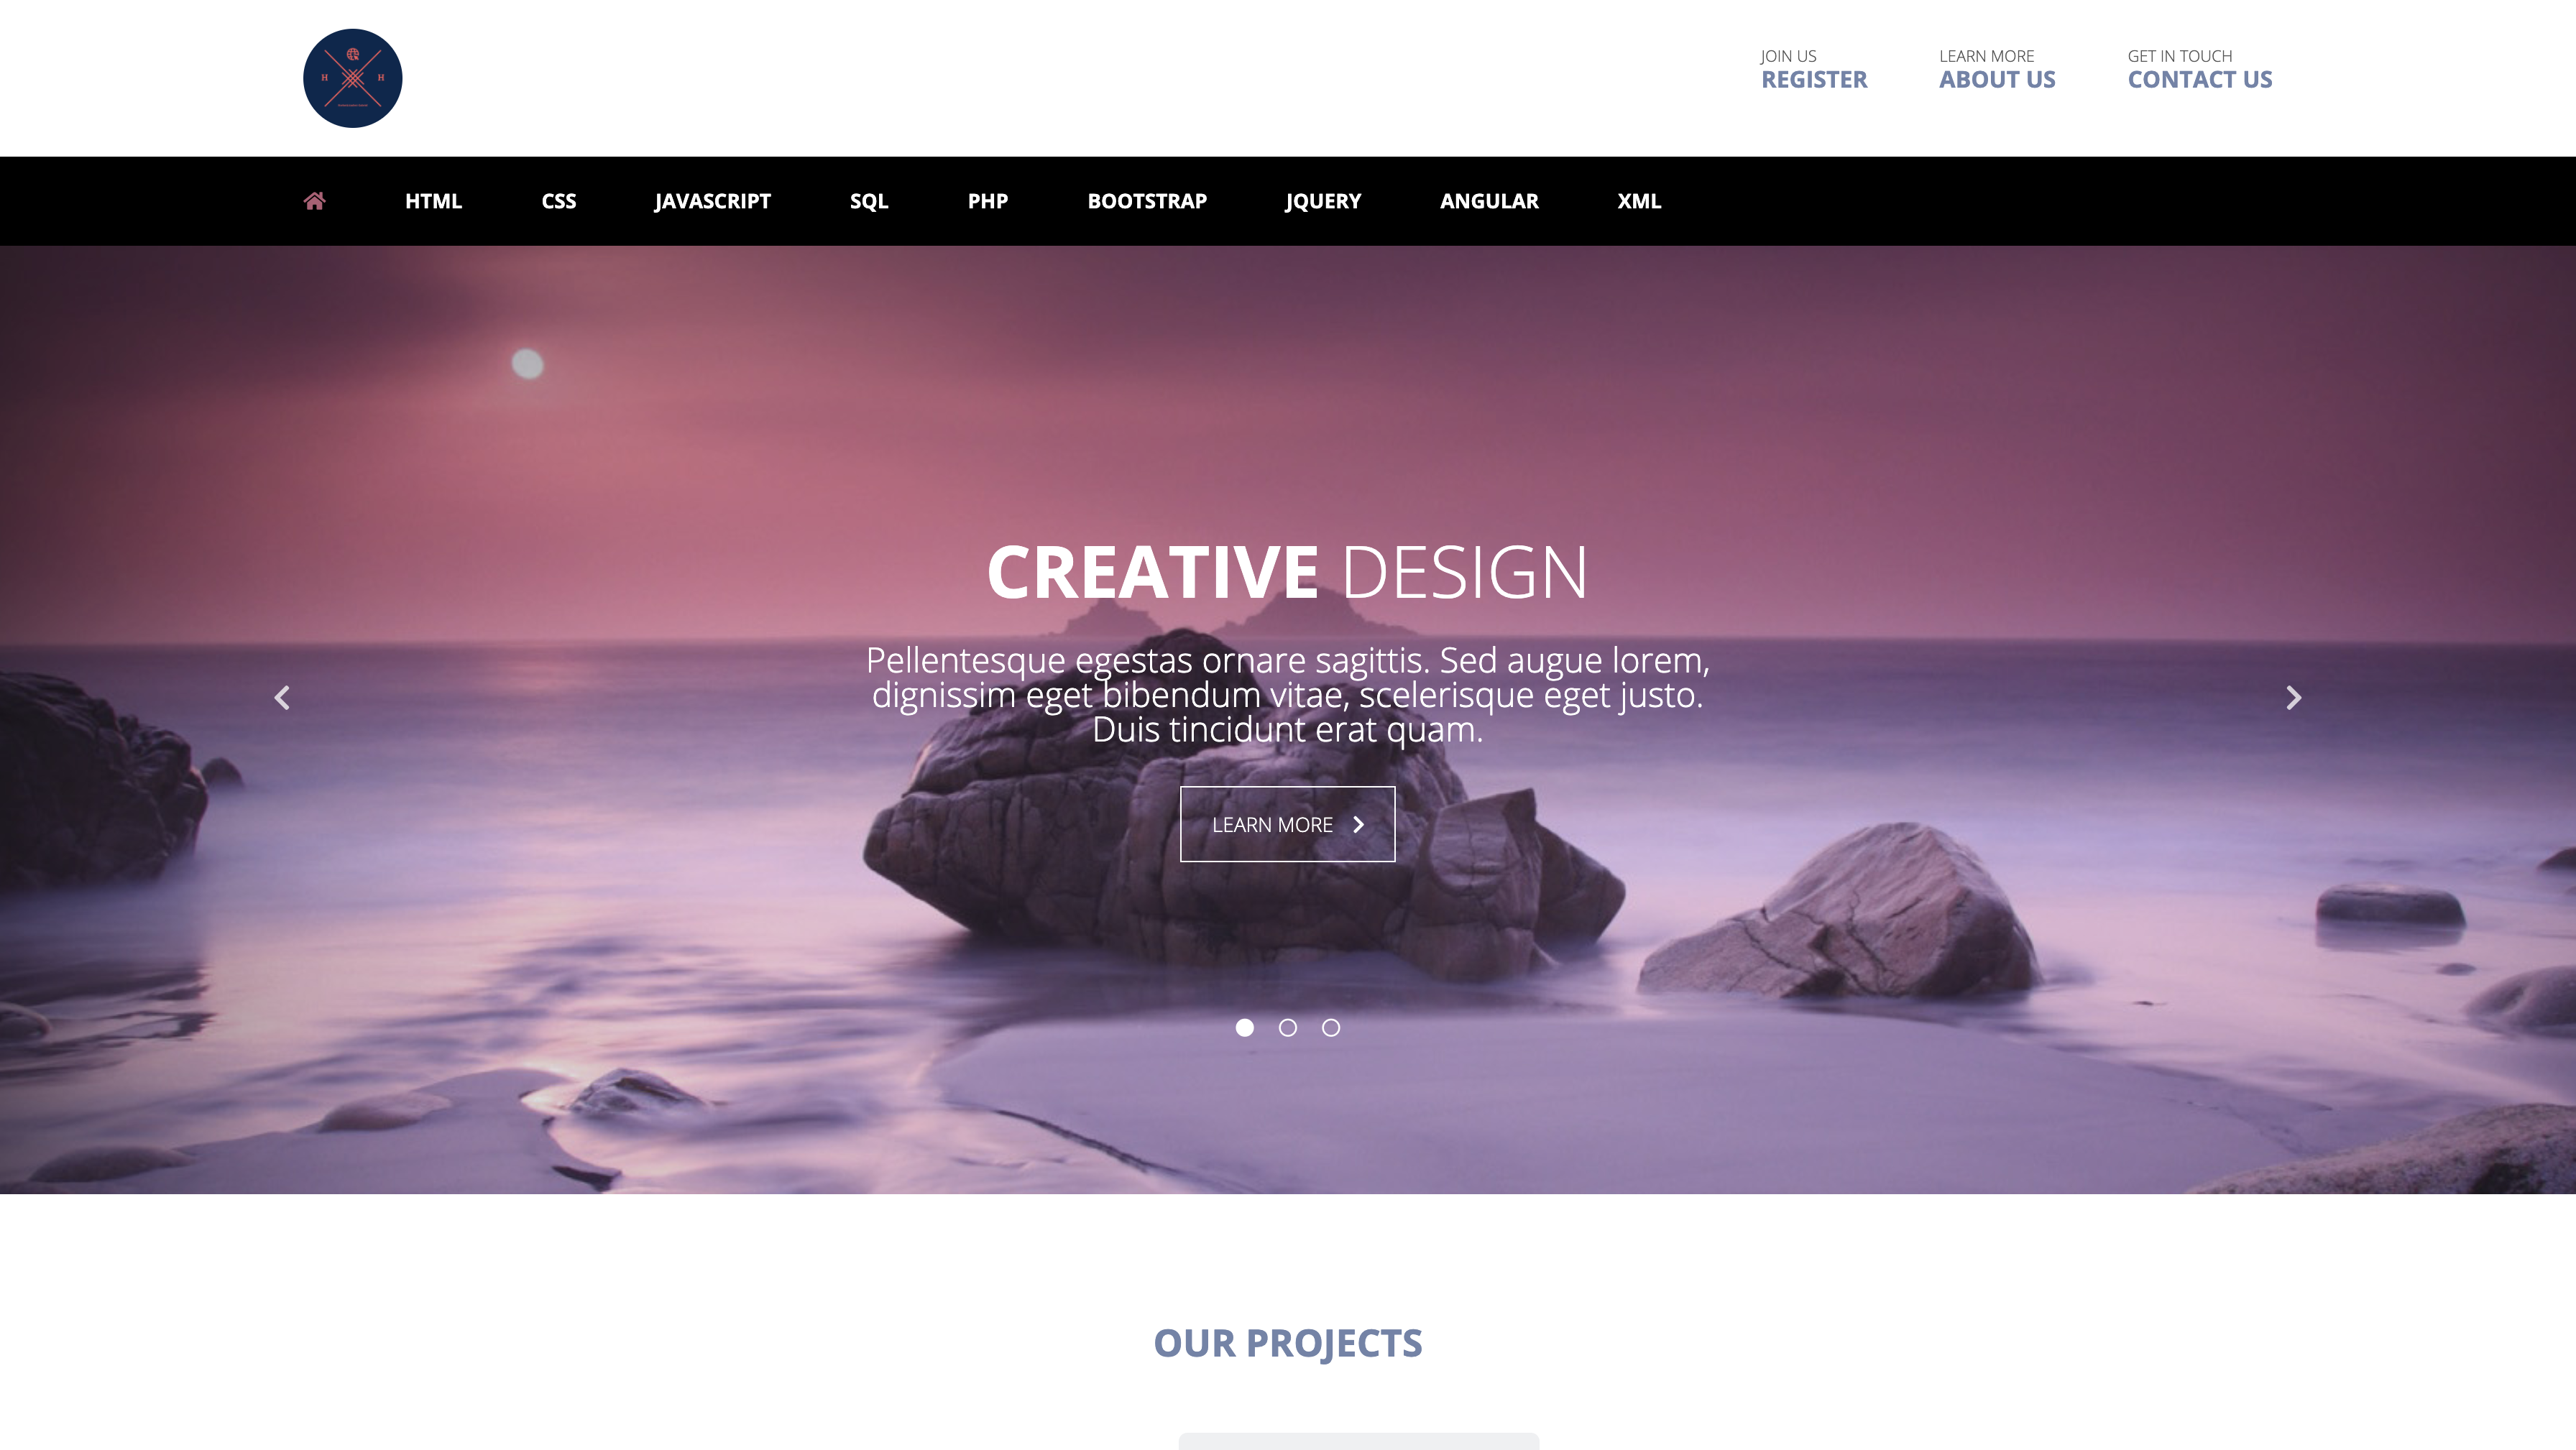 H H
JOIN US
REGISTER
LEARN MORE
ABOUT US
GET IN TOUCH
CONTACT US
HTML CSS JAVASCRIPT SQL PHP BOOTSTRAP JQUERY ANGULAR XML
CREATIVE DESIGN
Pellentesque egestas ornare sagittis. Sed augue lorem,
dignissim eget bibendum vitae, scelerisque eget justo.
Duis tincidunt erat quam.
LEARN MORE
OUR PROJECTS